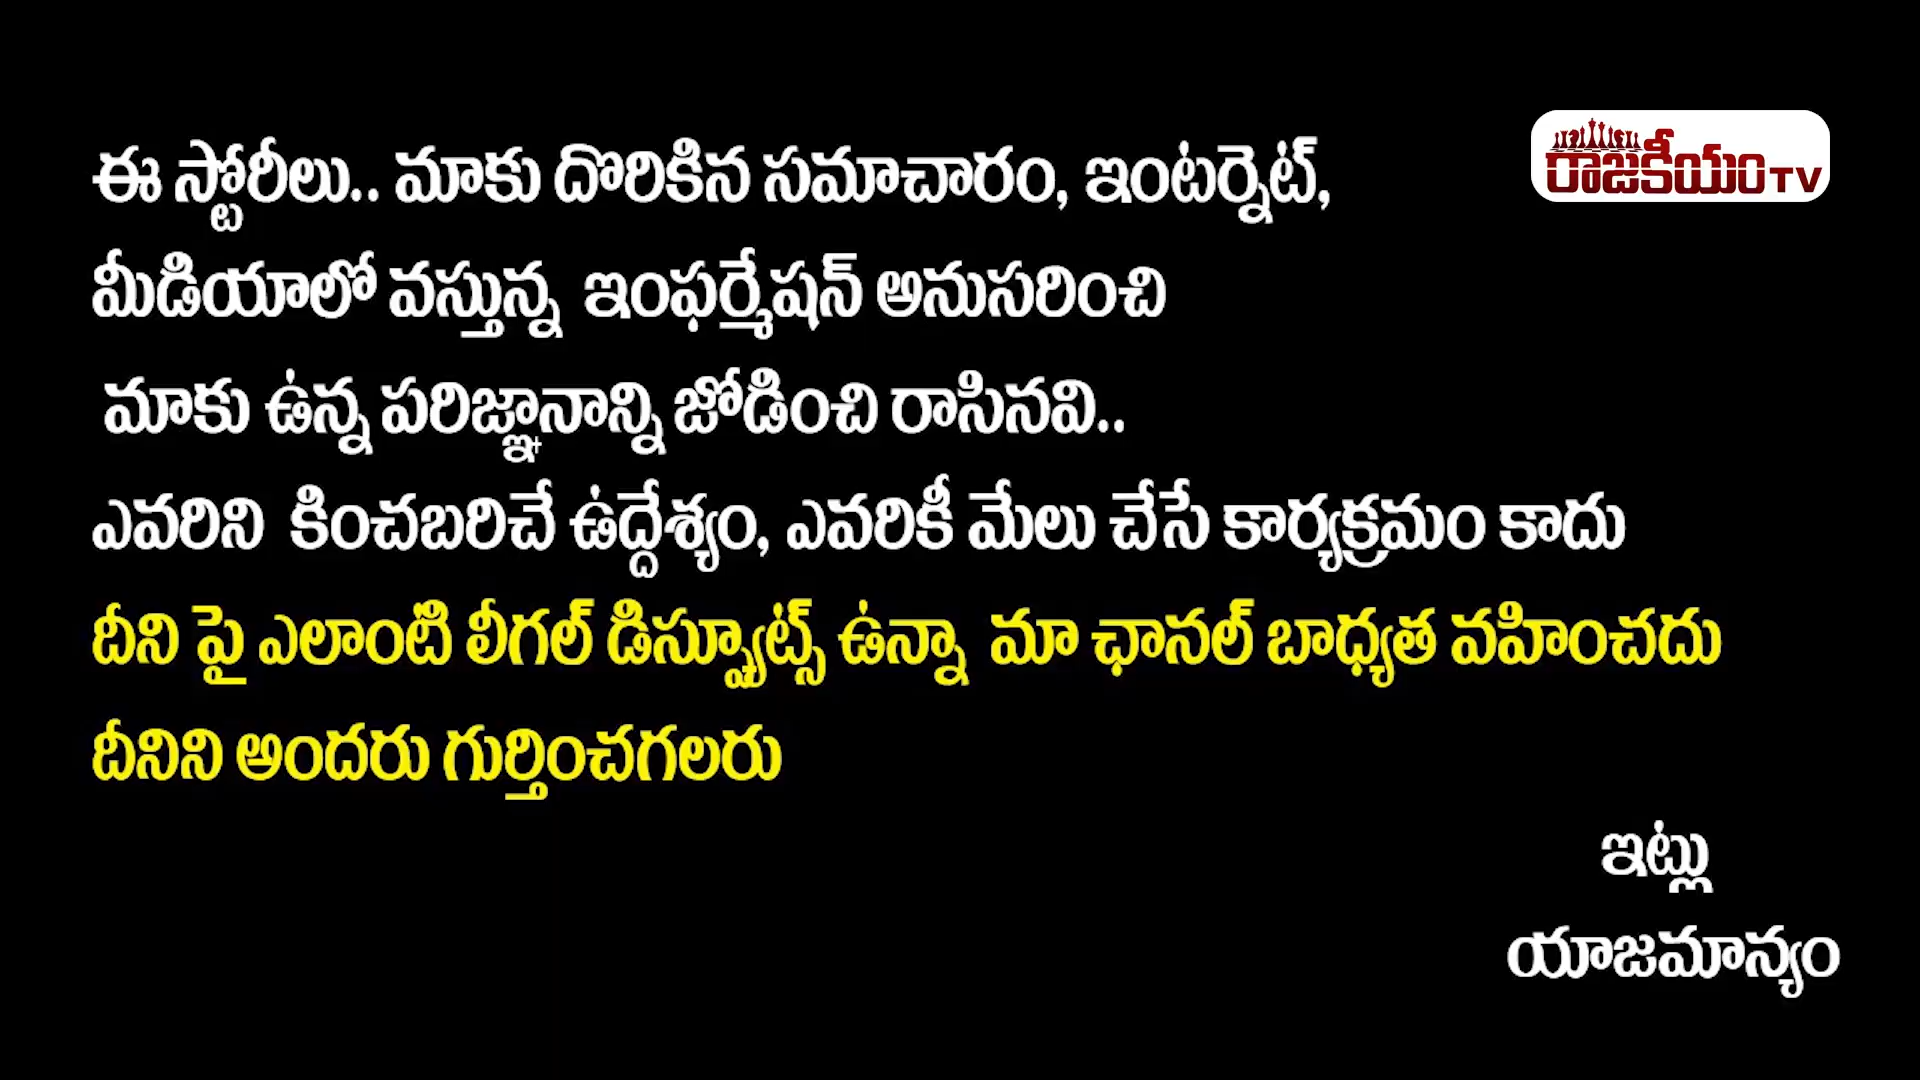 రాజకీయం TV
ఈ స్టోరీలు.. మాకు దొరికిన సమాచారం, ఇంటర్నెట్,
మీడియాలో వస్తున్న ఇంఫర్మేషన్ అనుసరించి
మాకు ఉన్న పరిజ్ఞానాన్ని జోడించి రాసినవి..
ఎవరిని కించబరిచే ఉద్దేశ్యం, ఎవరికీ మేలు చేసే కార్యక్రమం కాదు
దీని పై ఎలాంటి లీగల్ డిస్ప్యూట్స్ ఉన్నా మా ఛానల్ బాధ్యత వహించదు
దీనిని అందరు గుర్తించగలరు
ఇట్లు
యాజమాన్యం